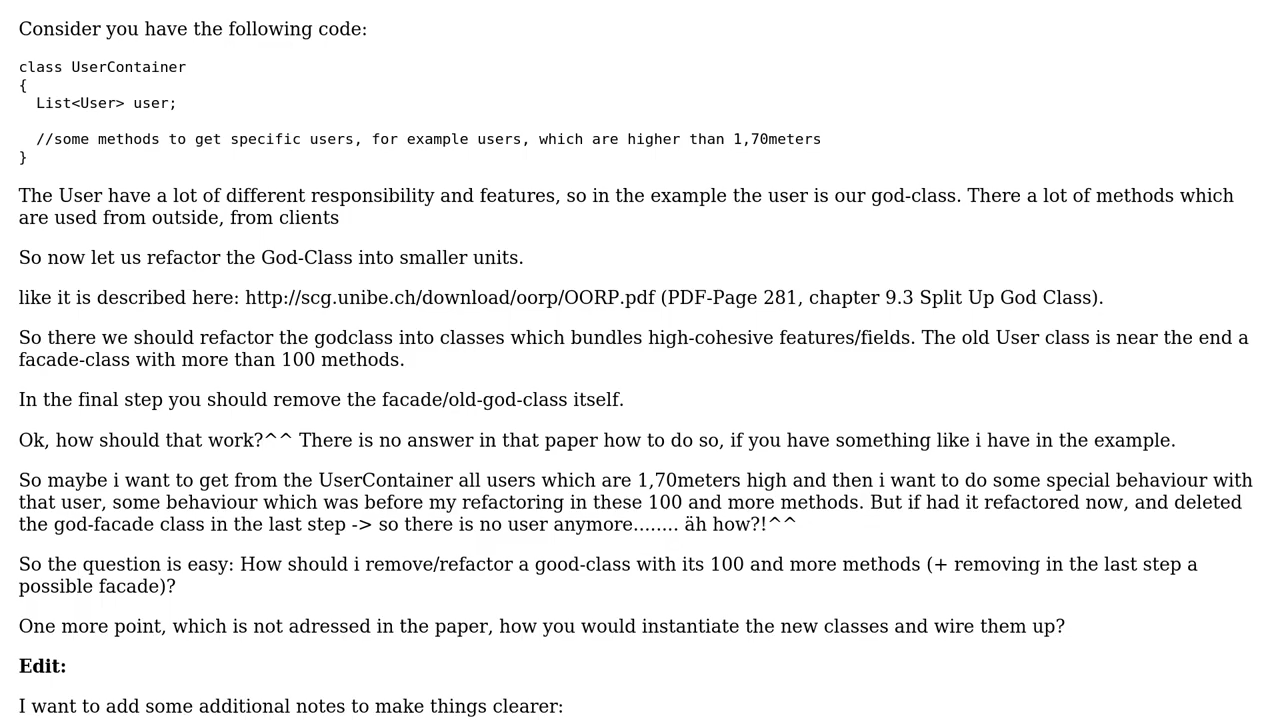 Consider you have the following code:
class UserContainer
{
  List<User> user;
  //some methods to get specific users, for example users, which are higher than 1,70meters
}
The User have a lot of different responsibility and features, so in the example the user is our god-class. There a lot of methods which
are used from outside, from clients
So now let us refactor the God-Class into smaller units.
like it is described here: http://scg.unibe.ch/download/oorp/OORP.pdf (PDF-Page 281, chapter 9.3 Split Up God Class).
So there we should refactor the godclass into classes which bundles high-cohesive features/fields. The old User class is near the end a
facade-class with more than 100 methods.
In the final step you should remove the facade/old-god-class itself.
Ok, how should that work?^^ There is no answer in that paper how to do so, if you have something like i have in the example.
So maybe i want to get from the UserContainer all users which are 1,70meters high and then i want to do some special behaviour with
that user, some behaviour which was before my refactoring in these 100 and more methods. But if had it refactored now, and deleted
the god-facade class in the last step -> so there is no user anymore........ äh how?!^^
So the question is easy: How should i remove/refactor a good-class with its 100 and more methods (+ removing in the last step a
possible facade)?
One more point, which is not adressed in the paper, how you would instantiate the new classes and wire them up?
Edit:
I want to add some additional notes to make things clearer: